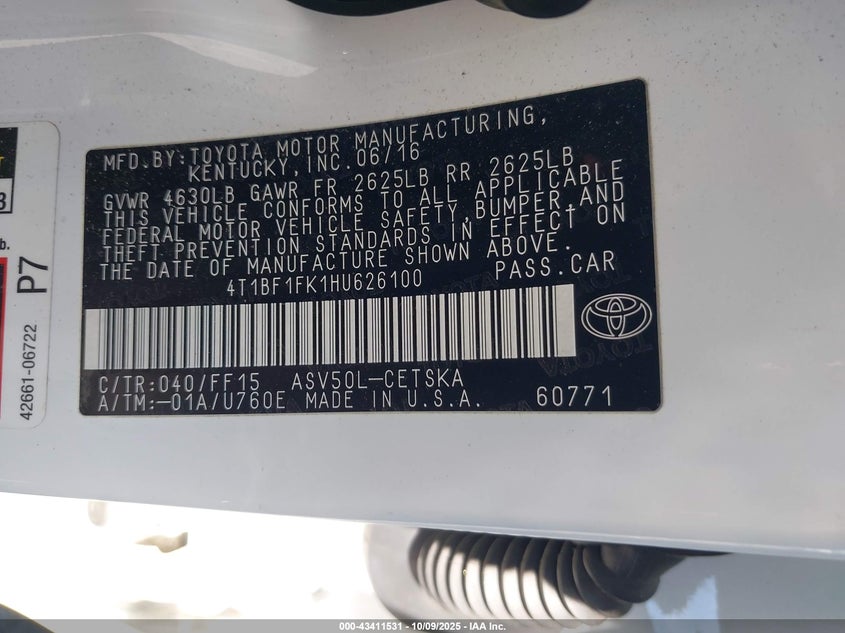 MFD.BY:TOYOTA MOTOR MANUFACTURING,
KENTUCKY,INC.06/16
GVWR 4630LB GAWR FR 2625LB RR 2625LB
THIS VEHICLE CONFORMS TO ALL APPLICABLE
FEDERAL MOTOR VEHICLE SAFETY,BUMPER,AND
THEFT PREVENTION STANDARDS IN EFFECT ON
THE DATE OF MANUFACTURE SHOWN ABOVE.
4T1BF1FK1HU626100 PASS.CAR
C/TR:040/FF15 ASV50L-CETSKA
A/TM:-01A/U760E MADE IN U.S.A. 60771
3
b.
P7
42661-06722
000-43411531 - 10/09/2025 - IAA Inc.